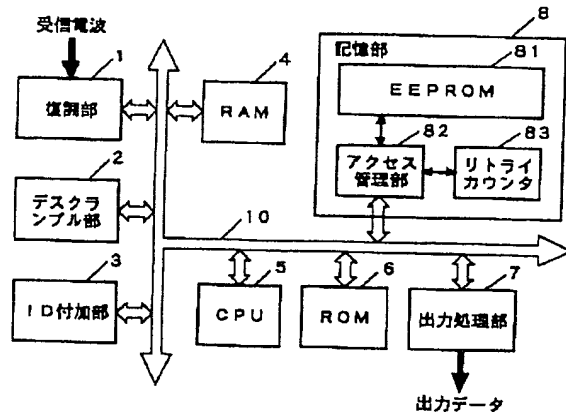 受信電波
1
復調部
2
デスクラ
ンブル部
3
ID付加部
4
RAM
10
5
CPU
6
ROM
7
出力処理部
出力データ
8
記憶部
81
EEPROM
82
アクセス
管理部
83
リトライ
カウンタ